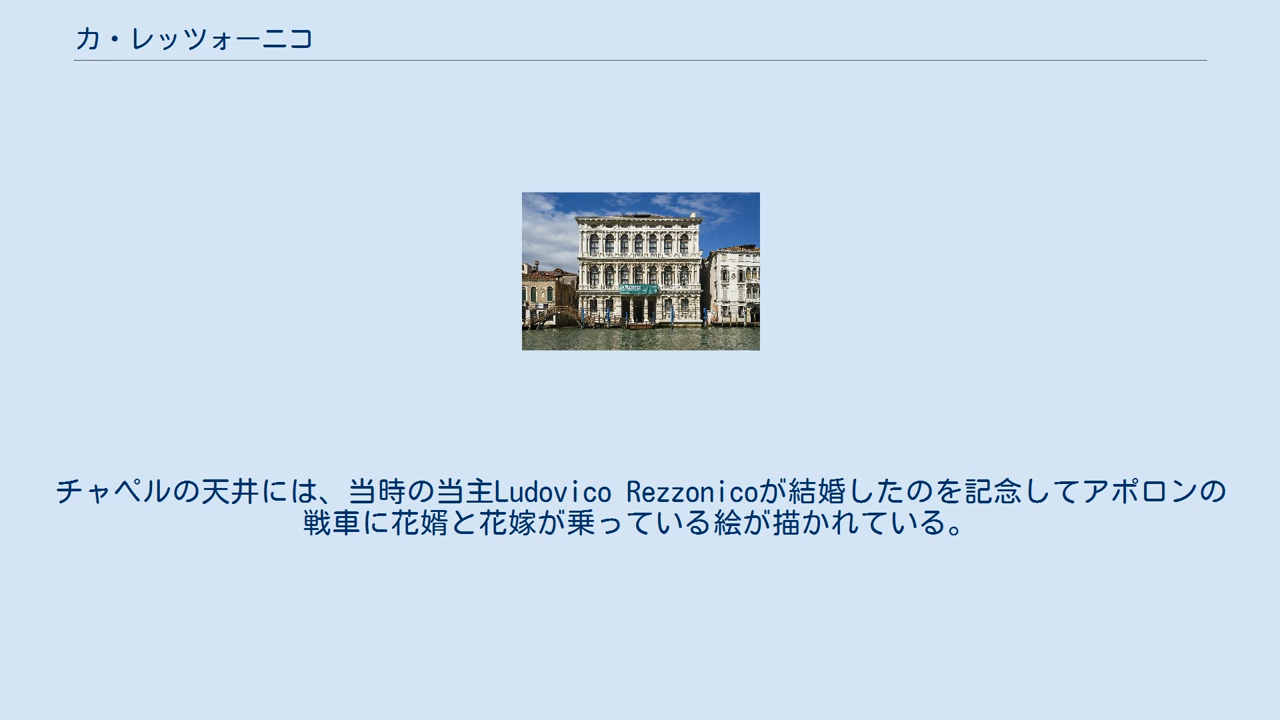 カ・レッツォーニコ
チャペルの天井には、当時の当主Ludovico Rezzonicoが結婚したのを記念してアポロンの
戦車に花婿と花嫁が乗っている絵が描かれている。